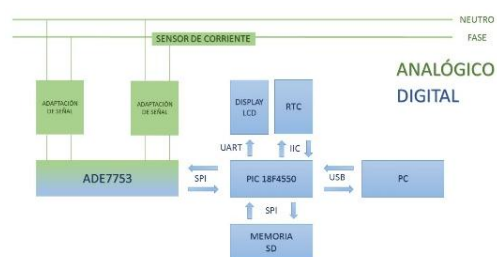 NEUTRO
SENSOR DE CORRIENTE
FASE
ANALÓGICO
DIGITAL
ADAPTACIÓN
DE SEÑAL
ADAPTACIÓN
DE SEÑAL
DISPLAY
LCD
RTC
UART
IIC
ADE7753
SPI
PIC 18F4550
USB
PC
SPI
MEMORIA
SD